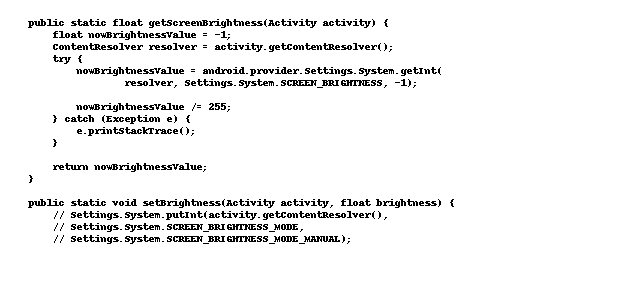 public static float getScreenBrightness(Activity activity) {
    float nowBrightnessValue = -1;
    ContentResolver resolver = activity.getContentResolver();
    try {
        nowBrightnessValue = android.provider.Settings.System.getInt(
                resolver, Settings.System.SCREEN_BRIGHTNESS, -1);

        nowBrightnessValue /= 255;
    } catch (Exception e) {
        e.printStackTrace();
    }

    return nowBrightnessValue;
}

public static void setBrightness(Activity activity, float brightness) {
    // Settings.System.putInt(activity.getContentResolver(),
    // Settings.System.SCREEN_BRIGHTNESS_MODE,
    // Settings.System.SCREEN_BRIGHTNESS_MODE_MANUAL);